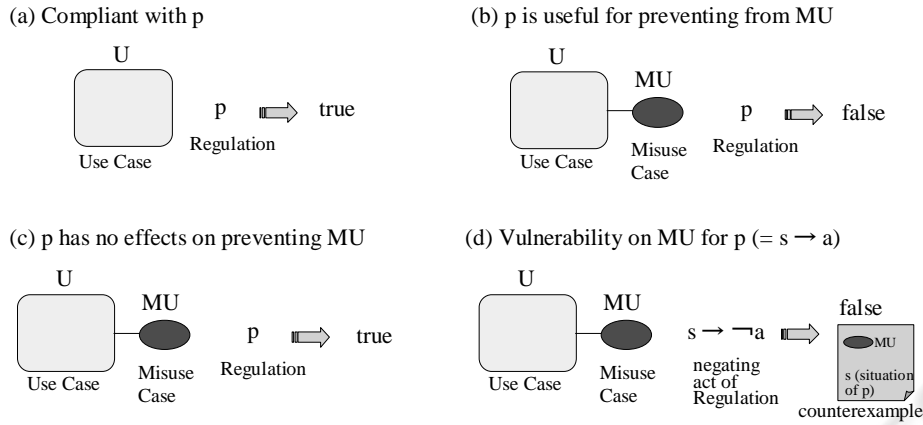 (a) Compliant with p
U
p
true
Regulation
Use Case
(b) p is useful for preventing from MU
U
MU
p
false
Regulation
Use Case
Misuse
Case
(c) p has no effects on preventing MU
U
MU
p
true
Regulation
Use Case
Misuse
Case
(d) Vulnerability on MU for p (= s → a)
U
MU
s → ¬a
false
MU
s (situation
of p)
counterexample
negating
act of
Regulation
Use Case
Misuse
Case